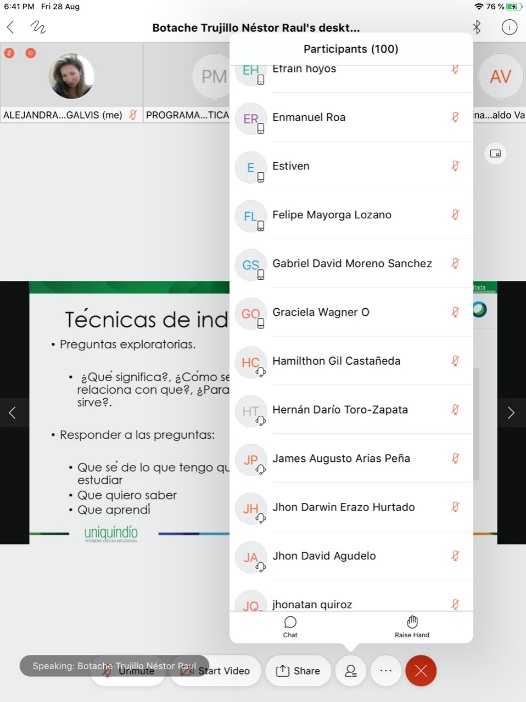 6:41 PM Fri 28 Aug
76 %
Botache Trujillo Néstor Raul's deskt...
Participants (100)
PM
AV
ALEJANDRA...GALVIS (me)
PROGRAMA...TICA
na...aldo Va
EH Efrain hoyos
ER Enmanuel Roa
E Estiven
FL Felipe Mayorga Lozano
GS Gabriel David Moreno Sanchez
GO Graciela Wagner O
HC Hamilthon Gil Castañeda
HT Hernán Darío Toro-Zapata
JP James Augusto Arias Peña
JH Jhon Darwin Erazo Hurtado
JA Jhon David Agudelo
JQ jhonatan quiroz
Chat
Raise Hand
Técnicas de ind
• Preguntas exploratorias.
• ¿Qué significa?, ¿Cómo se
relaciona con que?, ¿Para
sirve?.
• Responder a las preguntas:
• Que sé de lo que tengo qu
estudiar
• Que quiero saber
• Que aprendí
uniquindío
Speaking: Botache Trujillo Néstor Raul
Unmute
Start Video
Share